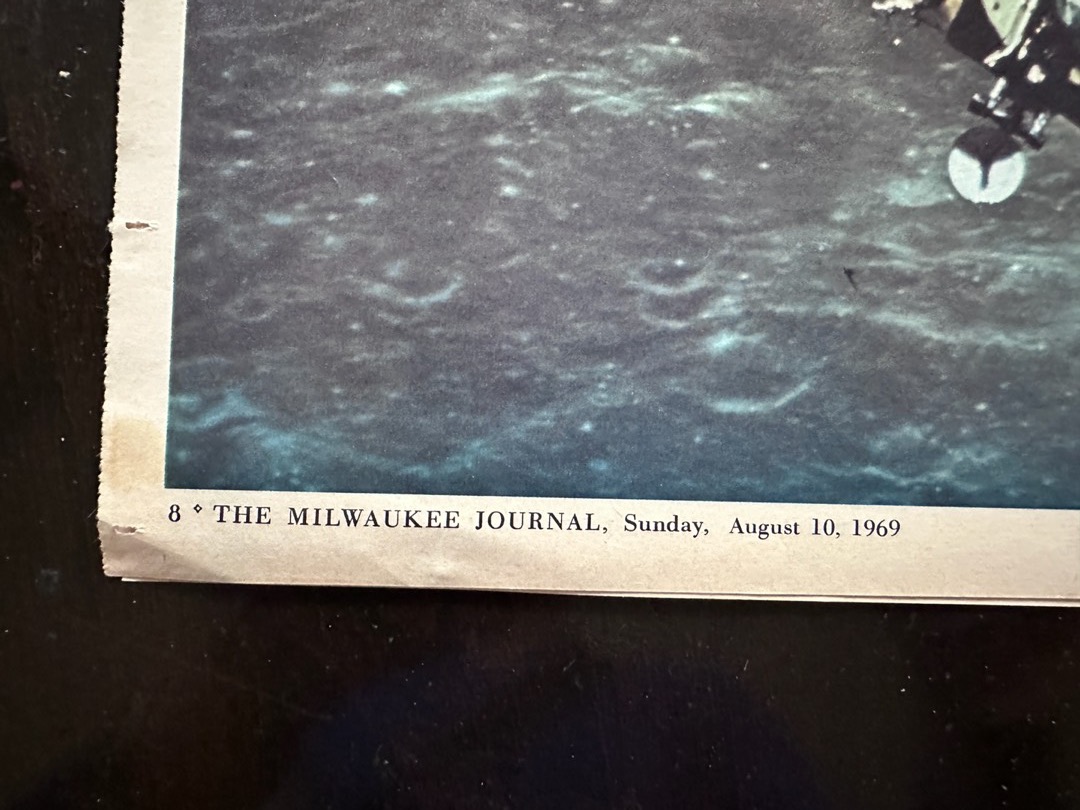 8 ⋄ THE MILWAUKEE JOURNAL, Sunday, August 10, 1969